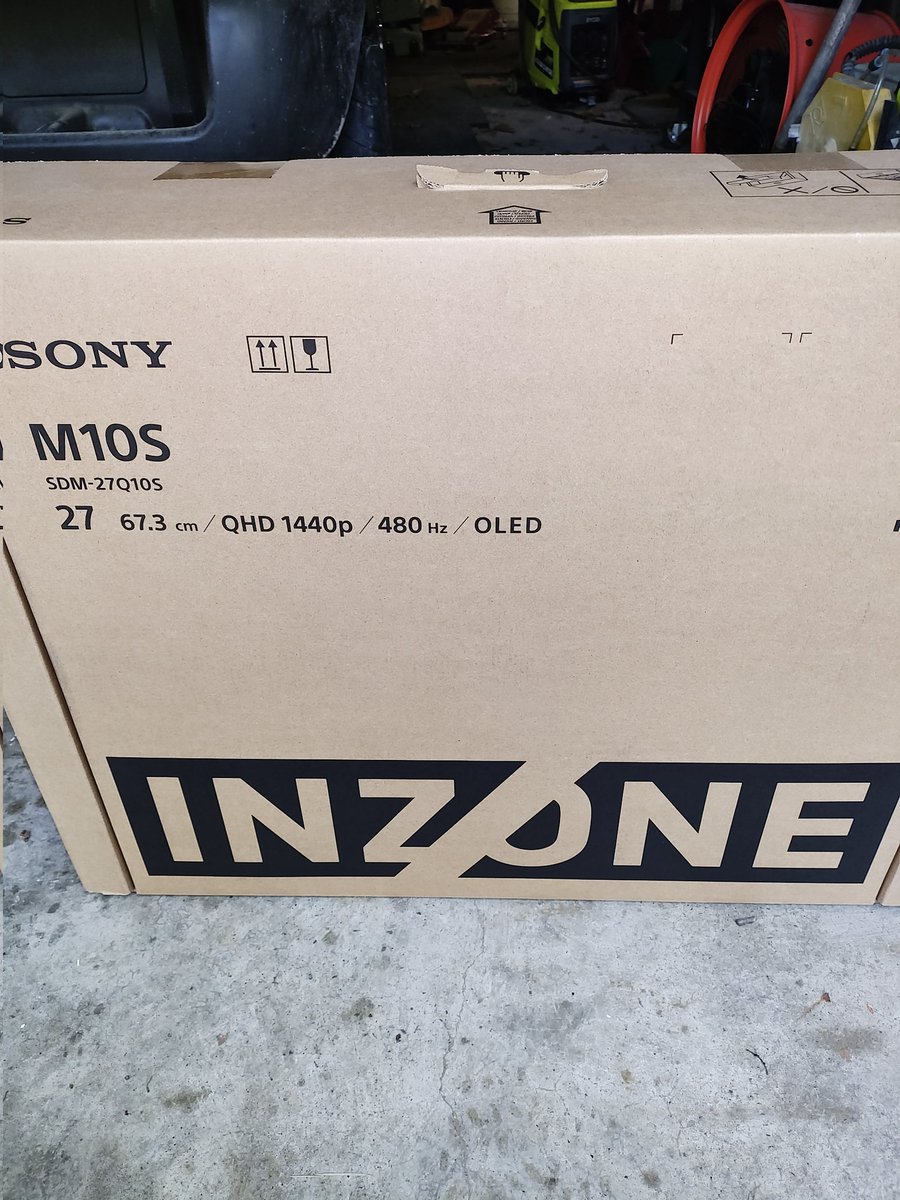 SONY
M10S
SDM-27Q10S
27 67.3 cm / QHD 1440p / 480 Hz / OLED
INZONE